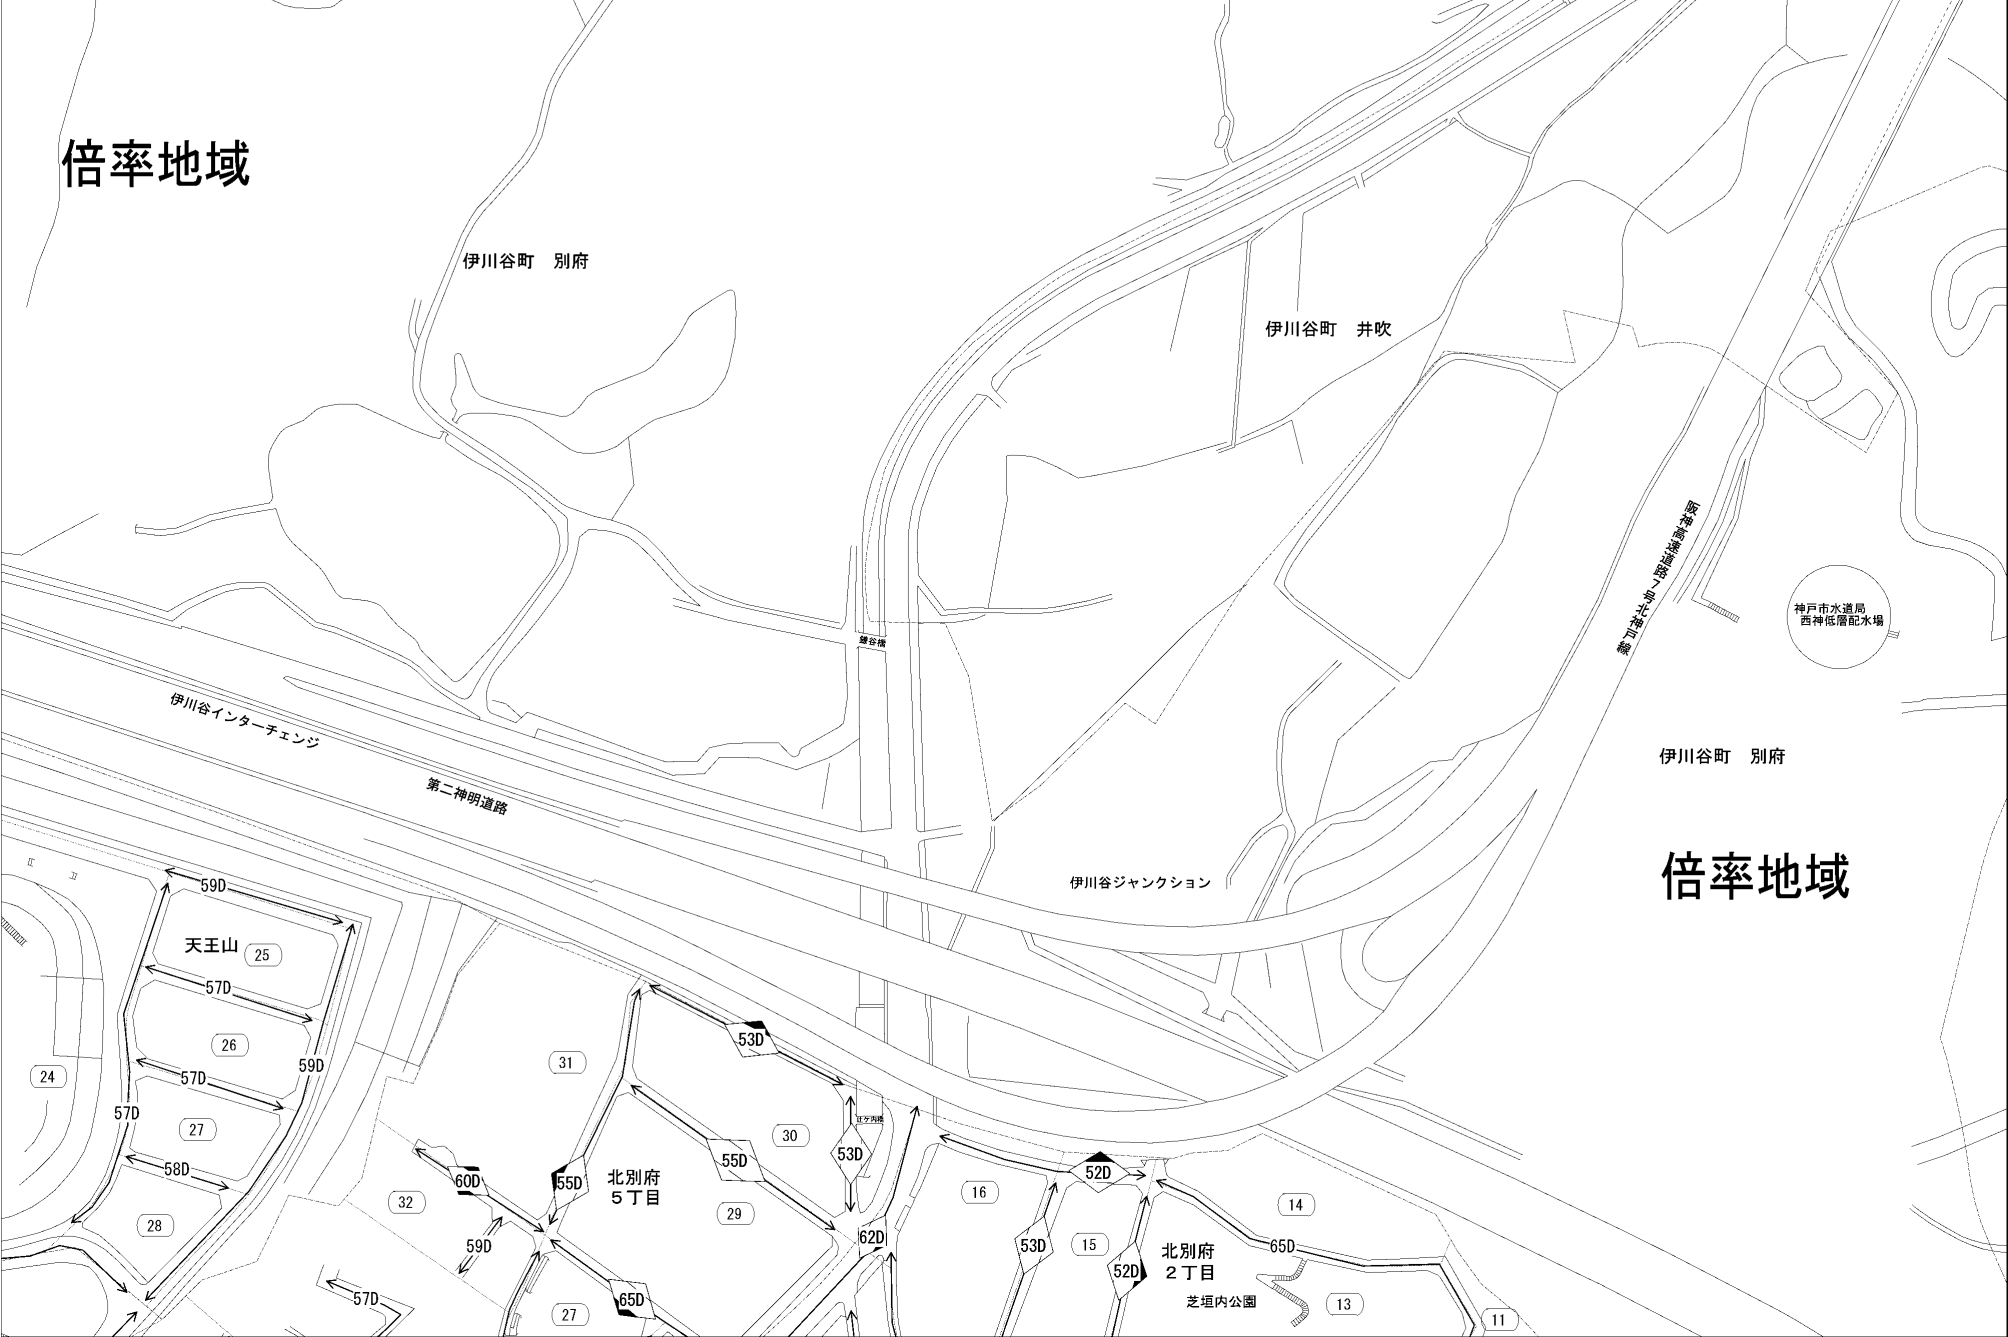 倍率地域
伊川谷町 別府
伊川谷町 井吹
阪神高速道路7号北神戸線
神戸市水道局
西神低層配水場
鎌谷橋
伊川谷インターチェンジ
第二神明道路
伊川谷町 別府
倍率地域
伊川谷ジャンクション
59D
天王山
25
57D
26
59D
24
57D
57D
27
58D
28
57D
31
53D
30
53D
55D
60D
55D
北別府
5丁目
32
29
62D
59D
65D
27
16
52D
53D
15
52D
北別府
2丁目
14
65D
芝垣内公園
13
11